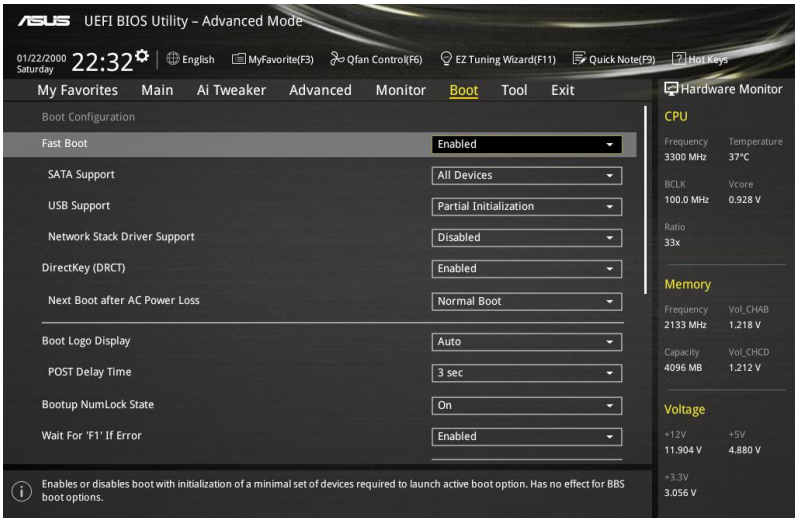 ASUS UEFI BIOS Utility – Advanced Mode
01/22/2000
Saturday
22:32
English
MyFavorite(F3)
Qfan Control(F6)
EZ Tuning Wizard(F11)
Quick Note(F9)
? Hot Keys
My Favorites Main Ai Tweaker Advanced Monitor Boot Tool Exit
Boot Configuration
Fast Boot Enabled
SATA Support All Devices
USB Support Partial Initialization
Network Stack Driver Support Disabled
DirectKey (DRCT) Enabled
Next Boot after AC Power Loss Normal Boot
Boot Logo Display Auto
POST Delay Time 3 sec
Bootup NumLock State On
Wait For 'F1' If Error Enabled
Enables or disables boot with initialization of a minimal set of devices required to launch active boot option. Has no effect for BBS
boot options.
Hardware Monitor
CPU
Frequency Temperature
3300 MHz 37°C
BCLK Vcore
100.0 MHz 0.928 V
Ratio
33x
Memory
Frequency Vol_CHAB
2133 MHz 1.218 V
Capacity Vol_CHCD
4096 MB 1.212 V
Voltage
+12V +5V
11.904 V 4.880 V
+3.3V
3.056 V